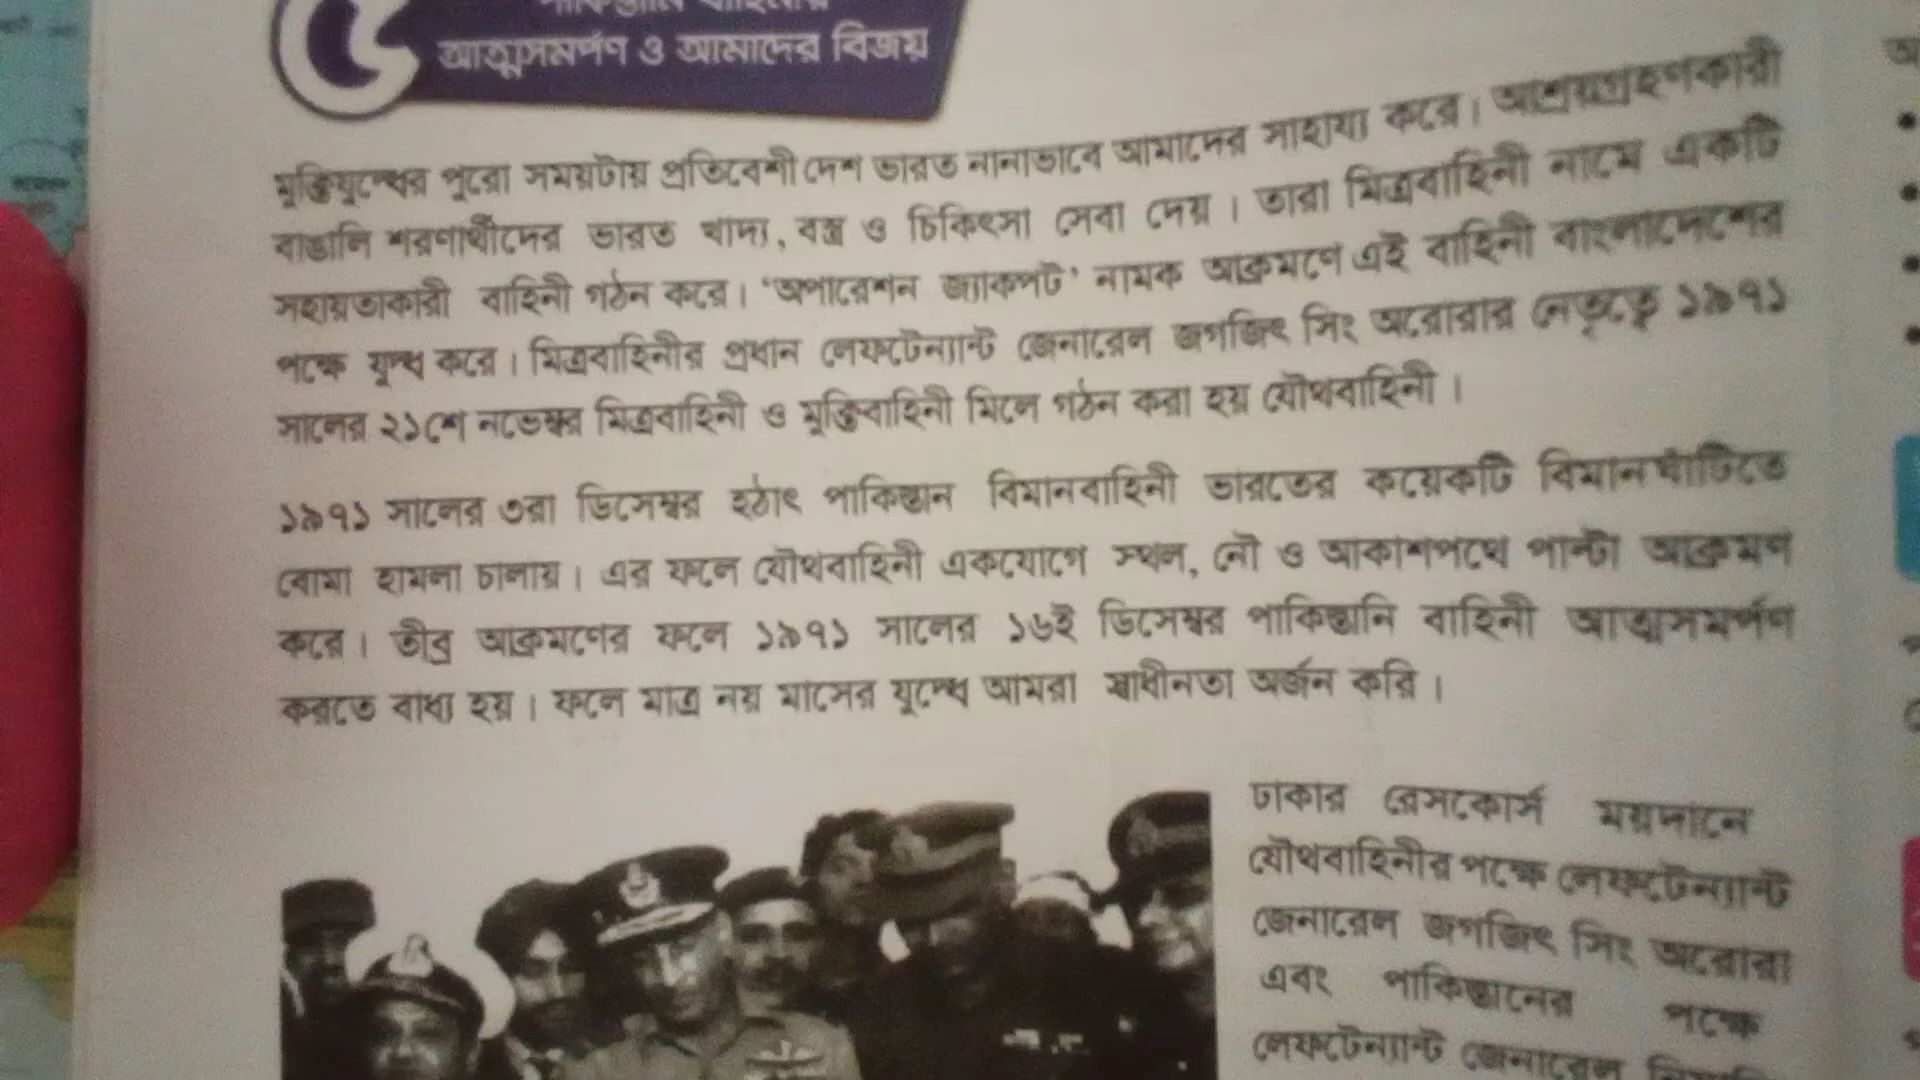 ৫
পাকিস্তানি বাহিনীর
আত্মসমর্পণ ও আমাদের বিজয়
মুক্তিযুদ্ধের পুরো সময়টায় প্রতিবেশী দেশ ভারত নানাভাবে আমাদের সাহায্য করে। আশ্রয়গ্রহণকারী
বাঙালি শরণার্থীদের ভারত খাদ্য, বস্ত্র ও চিকিৎসা সেবা দেয়। তারা মিত্রবাহিনী নামে একটি
সহায়তাকারী বাহিনী গঠন করে। 'অপারেশন জ্যাকপট' নামক আক্রমণে এই বাহিনী বাংলাদেশের
পক্ষে যুদ্ধ করে। মিত্রবাহিনীর প্রধান লেফটেন্যান্ট জেনারেল জগজিৎ সিং অরোরার নেতৃত্বে ১৯৭১
সালের ২১শে নভেম্বর মিত্রবাহিনী ও মুক্তিবাহিনী মিলে গঠন করা হয় যৌথবাহিনী।
১৯৭১ সালের ৩রা ডিসেম্বর হঠাৎ পাকিস্তান বিমানবাহিনী ভারতের কয়েকটি বিমানঘাঁটিতে
বোমা হামলা চালায়। এর ফলে যৌথবাহিনী একযোগে স্থল, নৌ ও আকাশপথে পাল্টা আক্রমণ
করে। তীব্র আক্রমণের ফলে ১৯৭১ সালের ১৬ই ডিসেম্বর পাকিস্তানি বাহিনী আত্মসমর্পণ
করতে বাধ্য হয়। ফলে মাত্র নয় মাসের যুদ্ধে আমরা স্বাধীনতা অর্জন করি।
ঢাকার রেসকোর্স ময়দানে
যৌথবাহিনীর পক্ষে লেফটেন্যান্ট
জেনারেল জগজিৎ সিং অরোরা
এবং পাকিস্তানের পক্ষে
লেফটেন্যান্ট জেনারেল